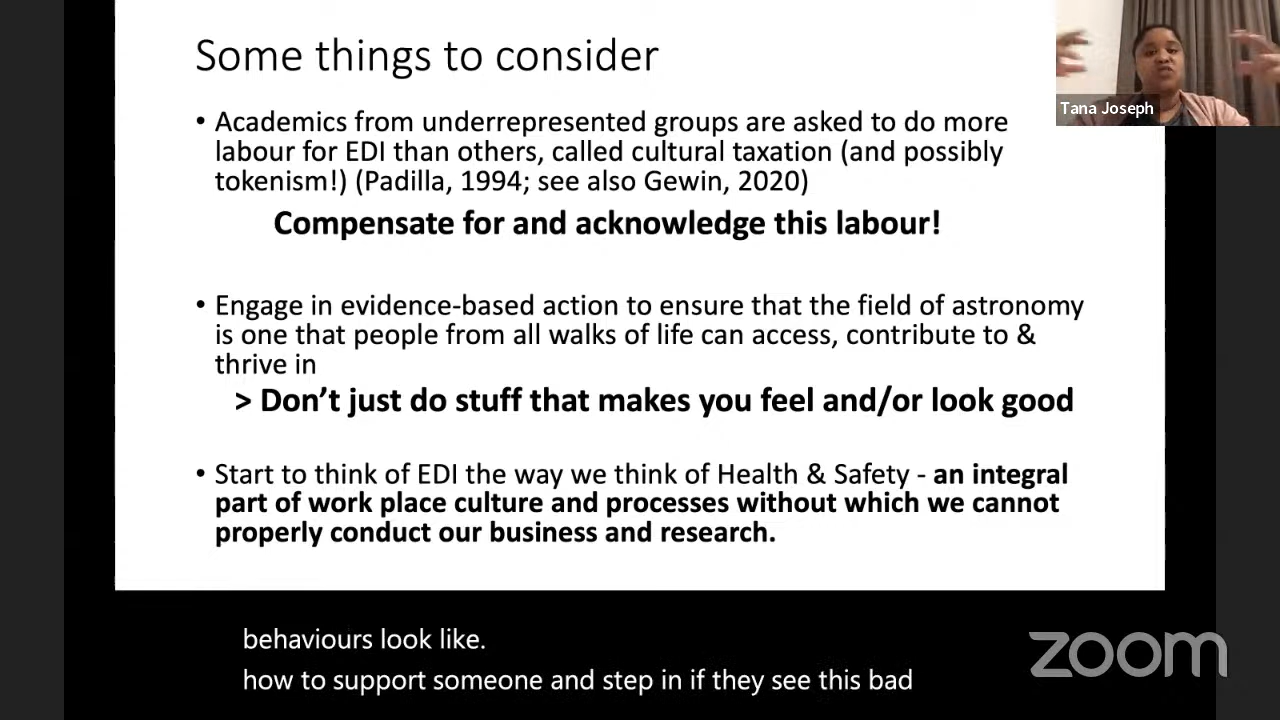 Some things to consider
Tana Joseph
• Academics from underrepresented groups are asked to do more
labour for EDI than others, called cultural taxation (and possibly
tokenism!) (Padilla, 1994; see also Gewin, 2020)
Compensate for and acknowledge this labour!
• Engage in evidence-based action to ensure that the field of astronomy
is one that people from all walks of life can access, contribute to &
thrive in
> Don’t just do stuff that makes you feel and/or look good
• Start to think of EDI the way we think of Health & Safety - an integral
part of work place culture and processes without which we cannot
properly conduct our business and research.
behaviours look like.
how to support someone and step in if they see this bad
zoom